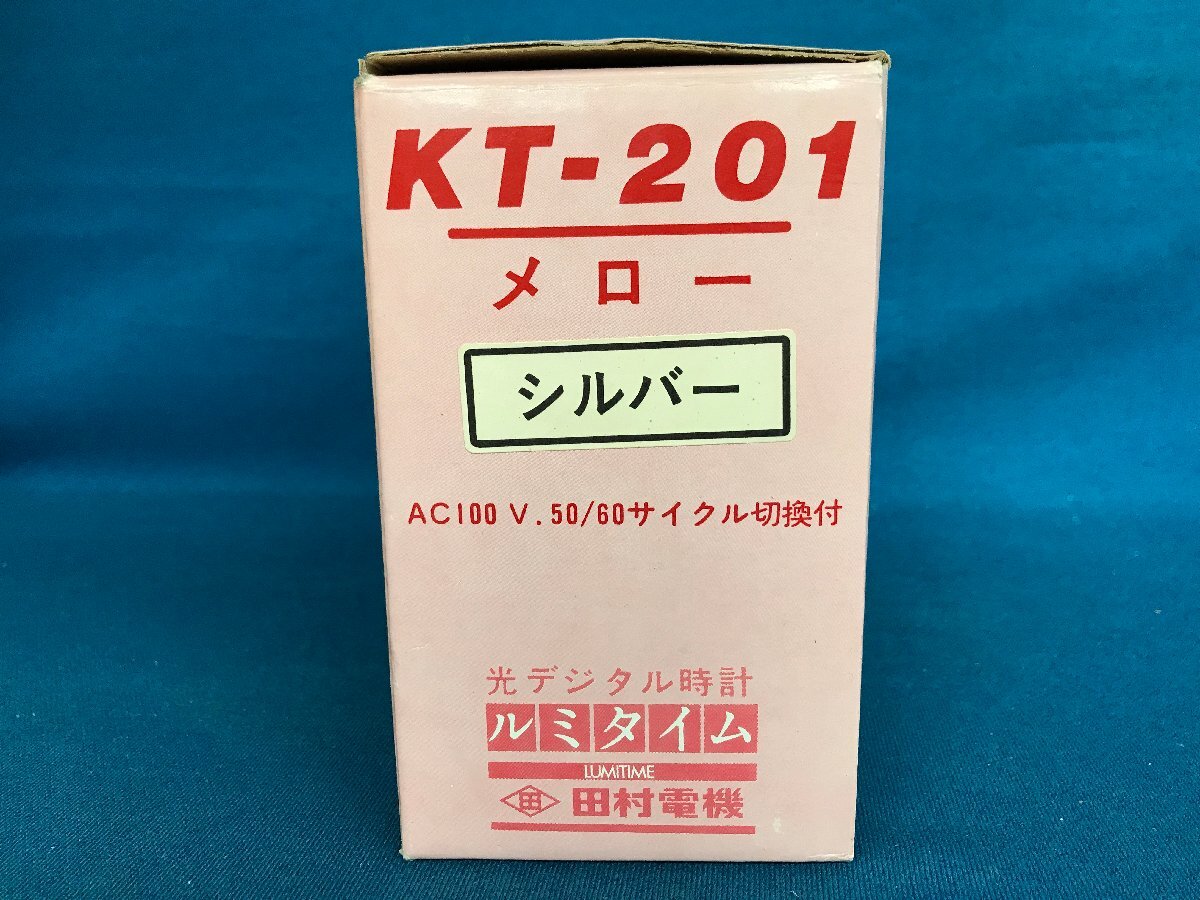 KT-201
メロー
シルバー
AC100 V. 50/60サイクル切換付
光デジタル時計
ルミタイム
LUMITIME
田 田村電機